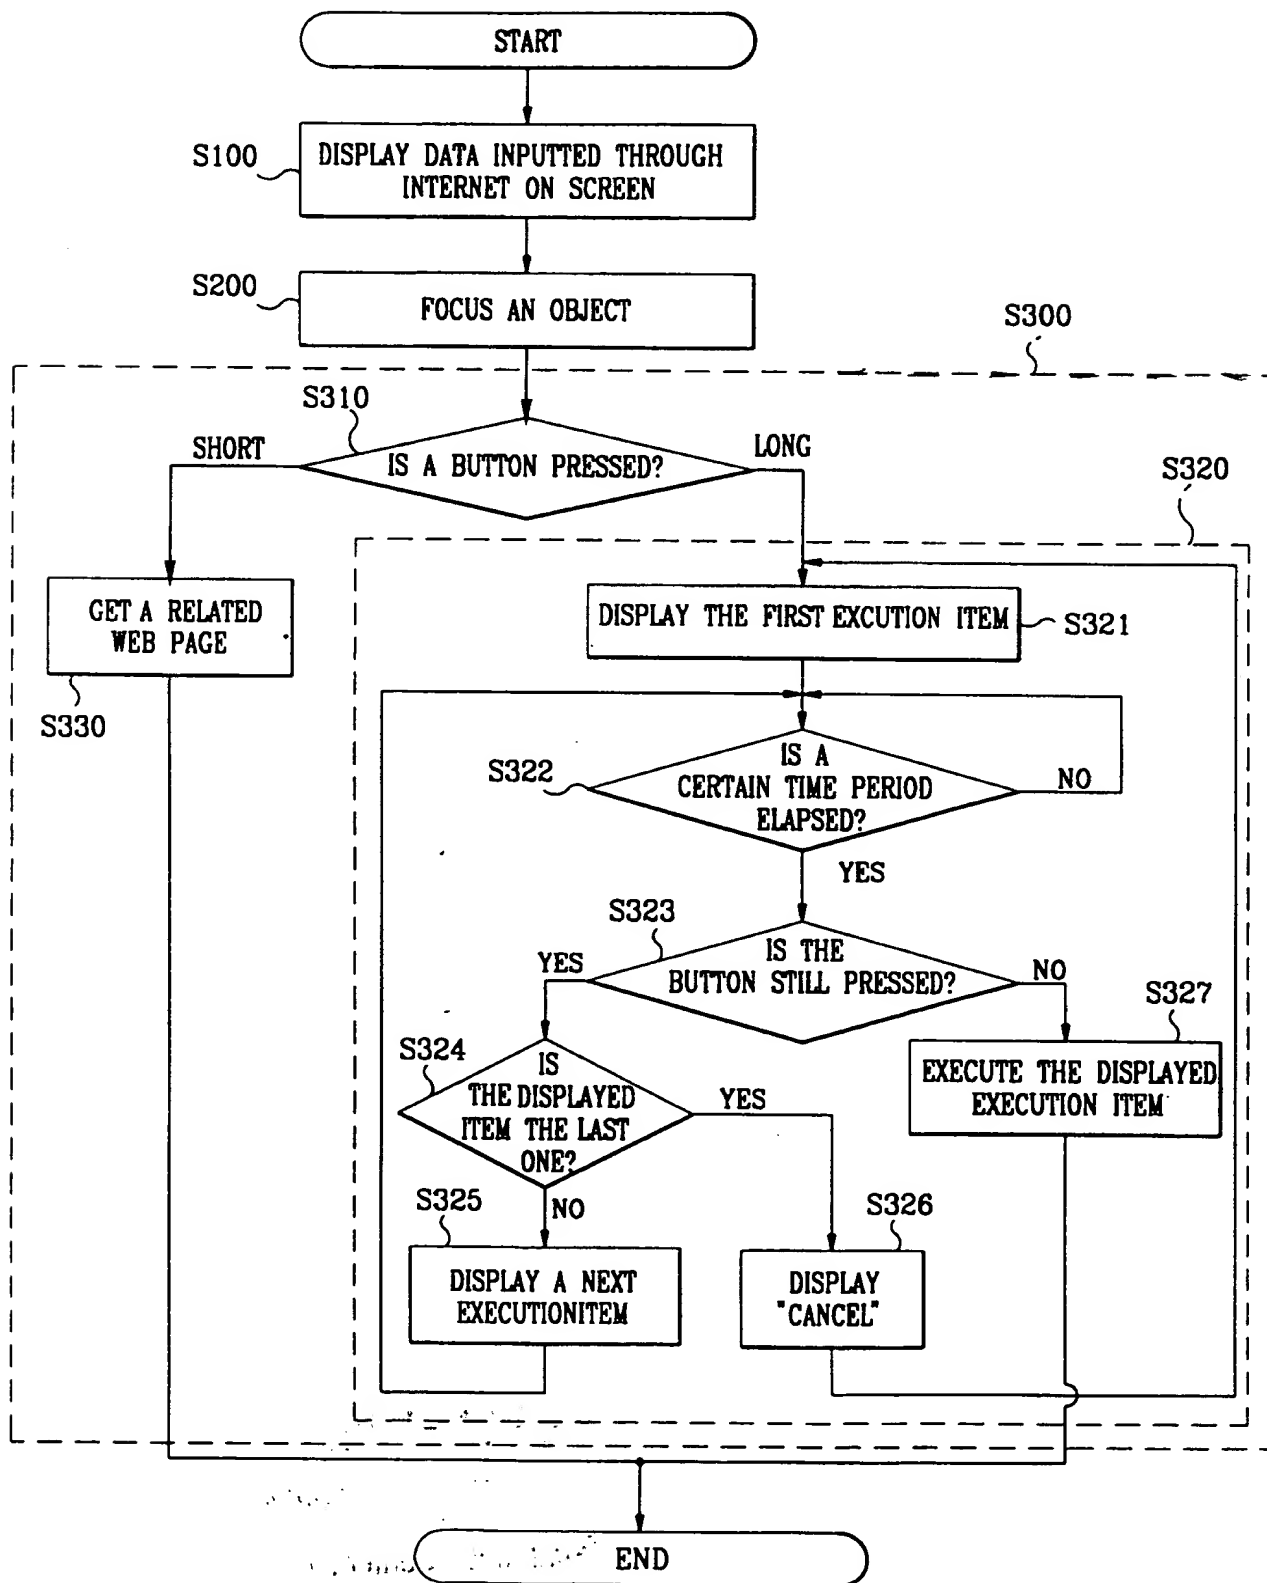 START
S100
DISPLAY DATA INPUTTED THROUGH
INTERNET ON SCREEN
S200
FOCUS AN OBJECT
S300
S310
SHORT
IS A BUTTON PRESSED?
LONG
S320
GET A RELATED
WEB PAGE
S330
DISPLAY THE FIRST EXCUTION ITEM
S321
S322
IS A
CERTAIN TIME PERIOD
ELAPSED?
NO
YES
S323
IS THE
BUTTON STILL PRESSED?
YES
NO
S327
EXECUTE THE DISPLAYED
EXECUTION ITEM
S324
IS
THE DISPLAYED
ITEM THE LAST
ONE?
YES
NO
S325
DISPLAY A NEXT
EXECUTIONITEM
S326
DISPLAY
"CANCEL"
END